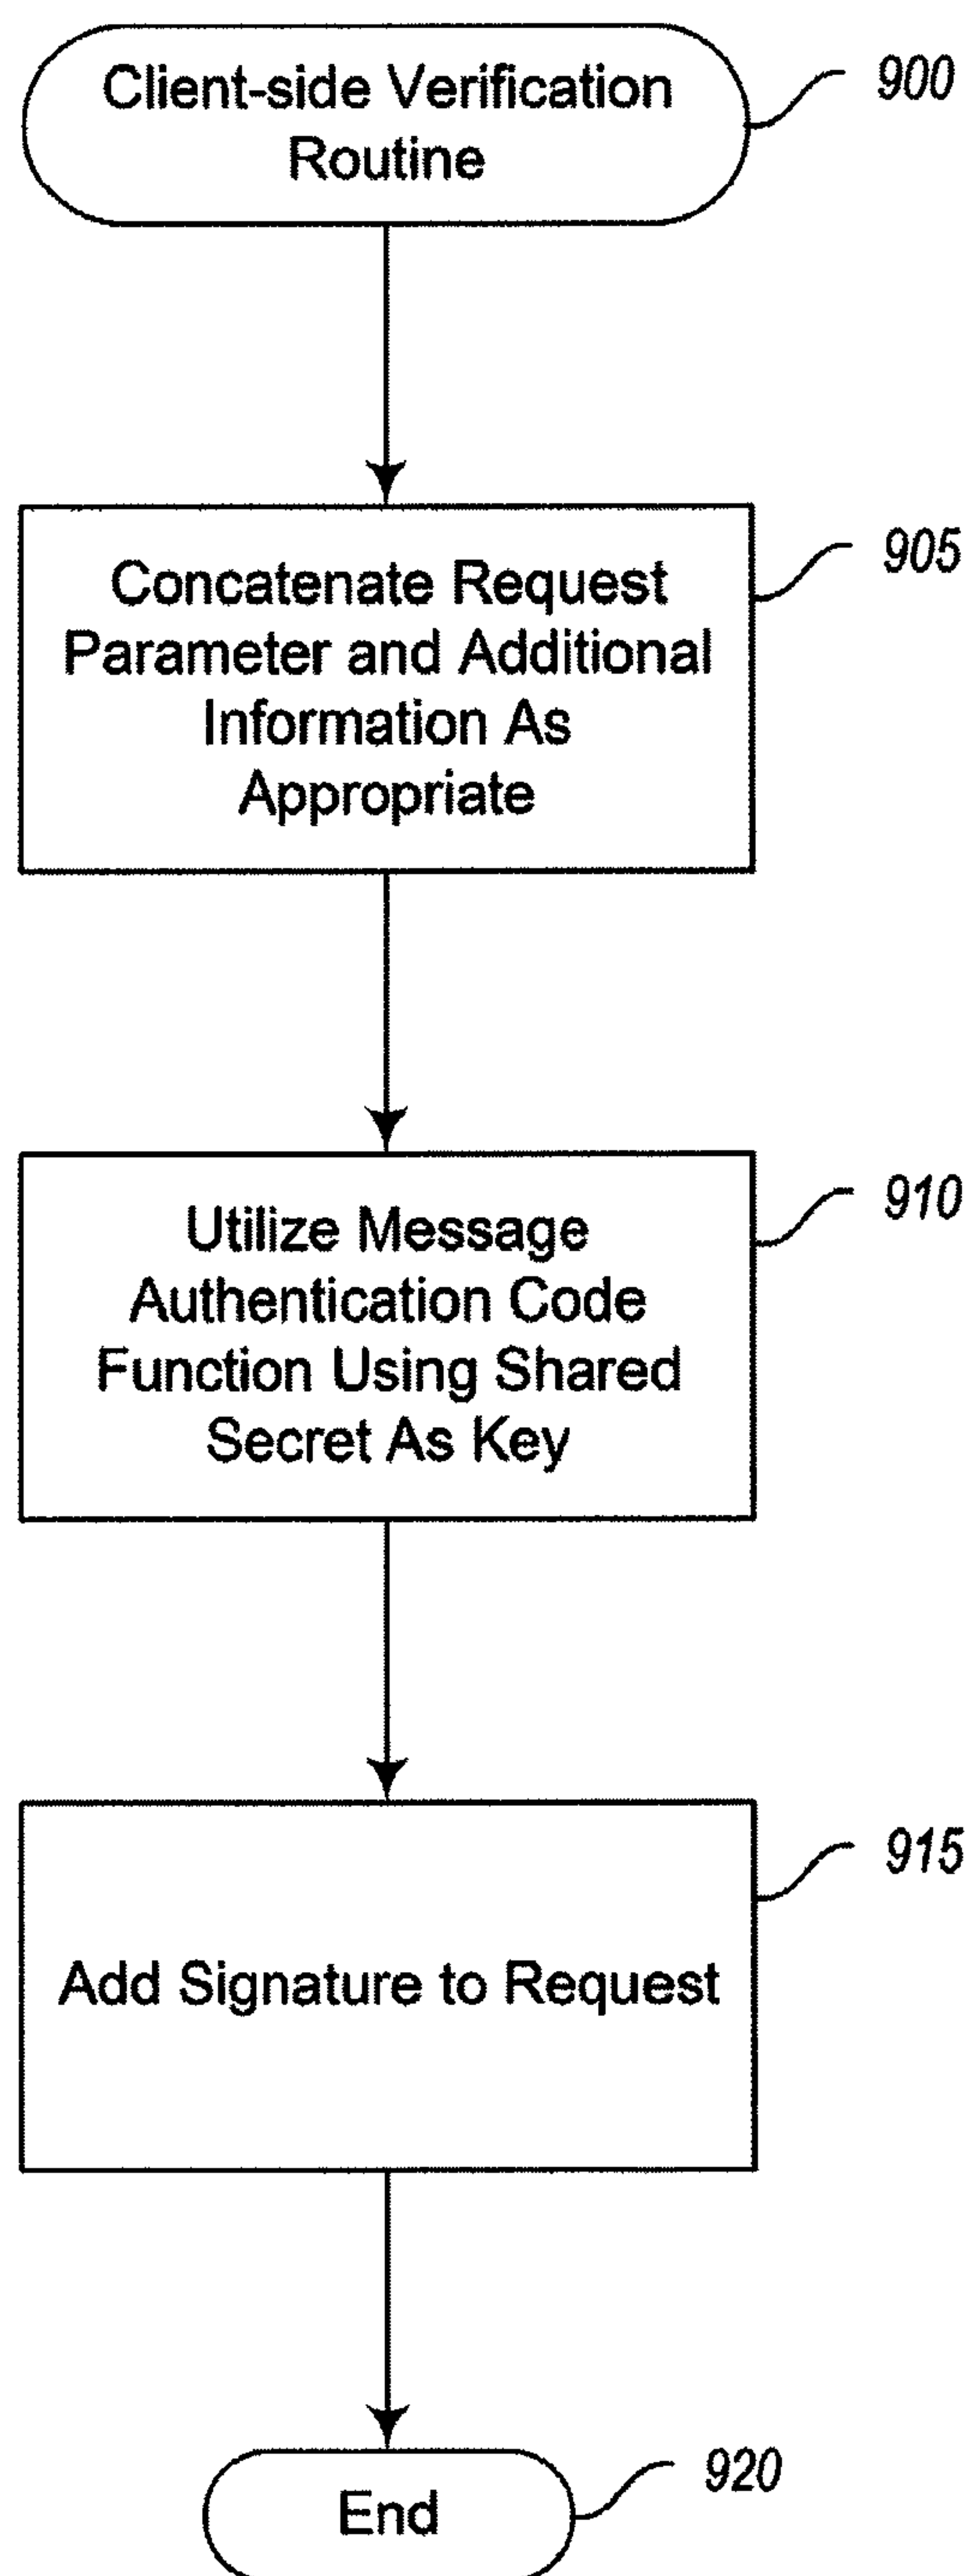 Client-side Verification
Routine
900
Concatenate Request
Parameter and Additional
Information As
Appropriate
905
Utilize Message
Authentication Code
Function Using Shared
Secret As Key
910
Add Signature to Request
915
End
920